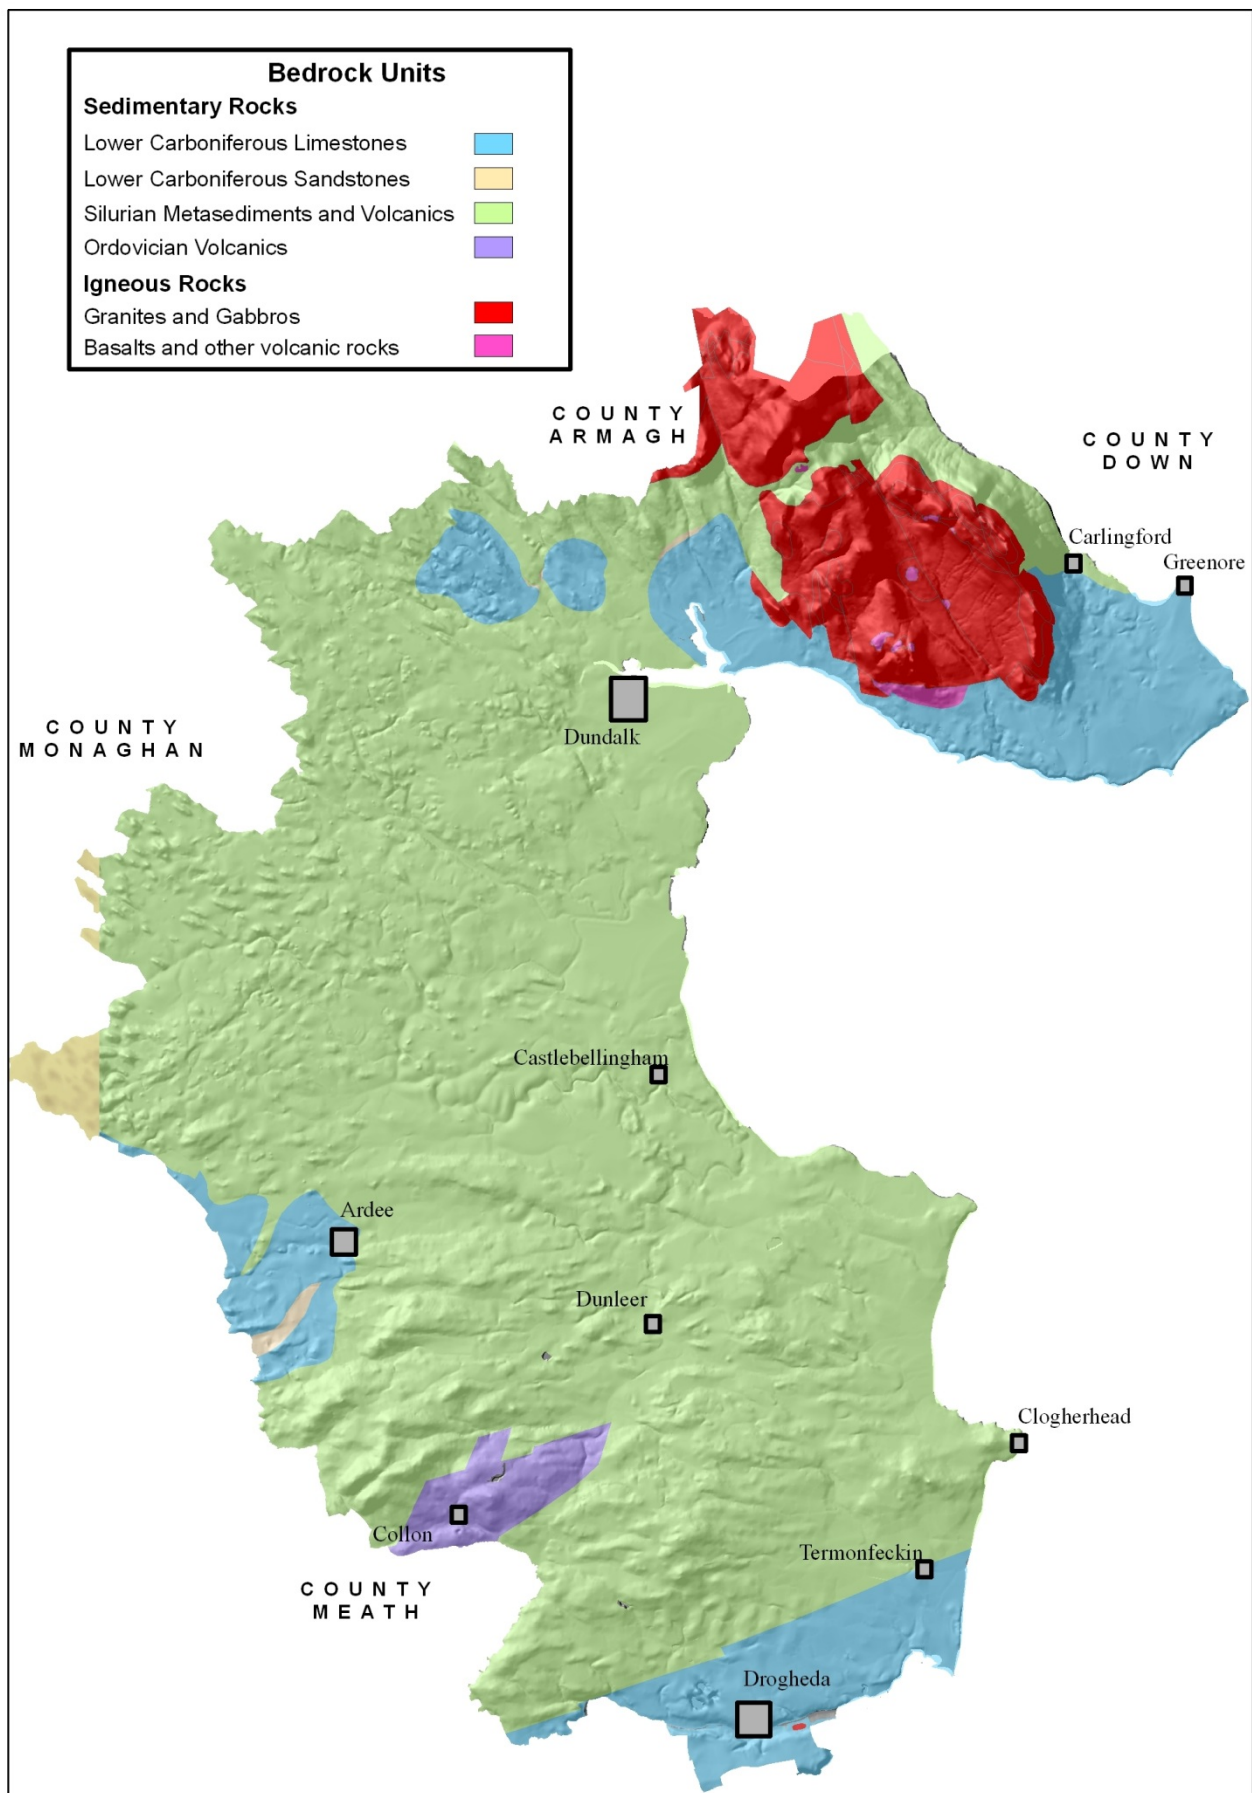 Bedrock Units
Sedimentary Rocks
Lower Carboniferous Limestones
Lower Carboniferous Sandstones
Silurian Metasediments and Volcanics
Ordovician Volcanics
Igneous Rocks
Granites and Gabbros
Basalts and other volcanic rocks
COUNTY
ARMAGH
COUNTY
DOWN
Carlingford
Greenore
COUNTY
MONAGHAN
Dundalk
Castlebellingham
Ardee
Dunleer
Clogherhead
Collon
Termonfeckin
COUNTY
MEATH
Drogheda